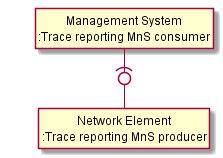 Management System
:Trace reporting MnS consumer
Network Element
:Trace reporting MnS producer